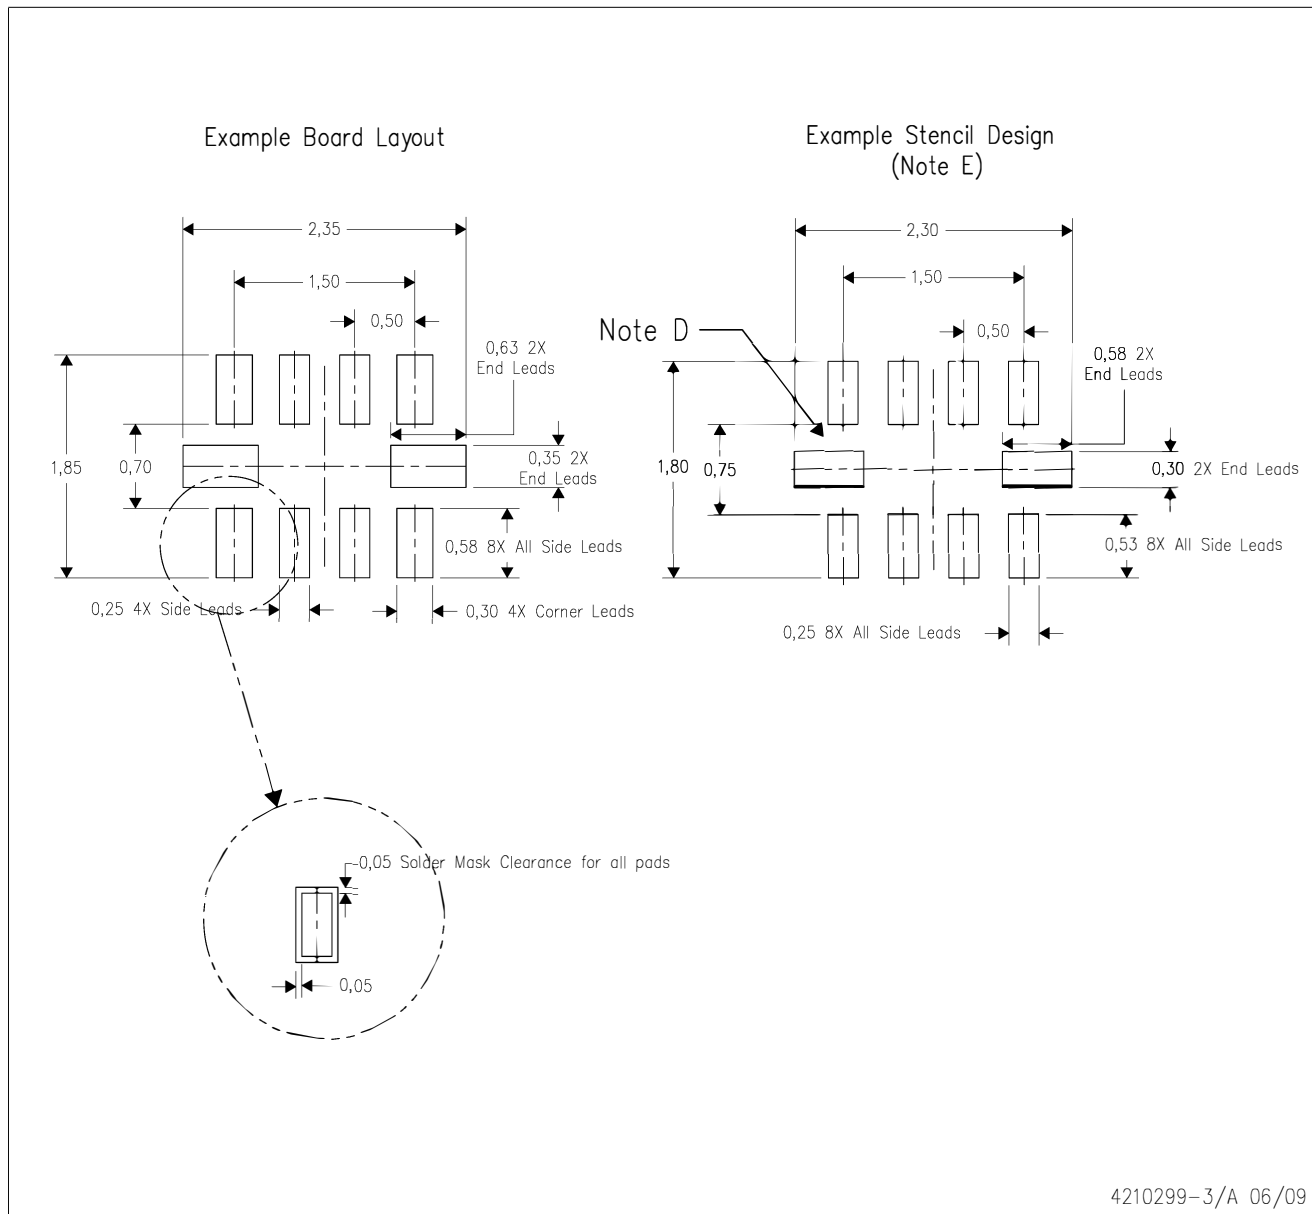 Example Board Layout
2,35
1,50
0,50
0,63 2X
End Leads
1,85
0,70
0,35 2X
End Leads
0,58 8X All Side Leads
0,25 4X Side Leads
0,30 4X Corner Leads
0,05 Solder Mask Clearance for all pads
0,05
Example Stencil Design
(Note E)
2,30
1,50
0,50
Note D
0,58 2X
End Leads
1,80
0,75
0,30 2X End Leads
0,53 8X All Side Leads
0,25 8X All Side Leads
4210299-3/A 06/09